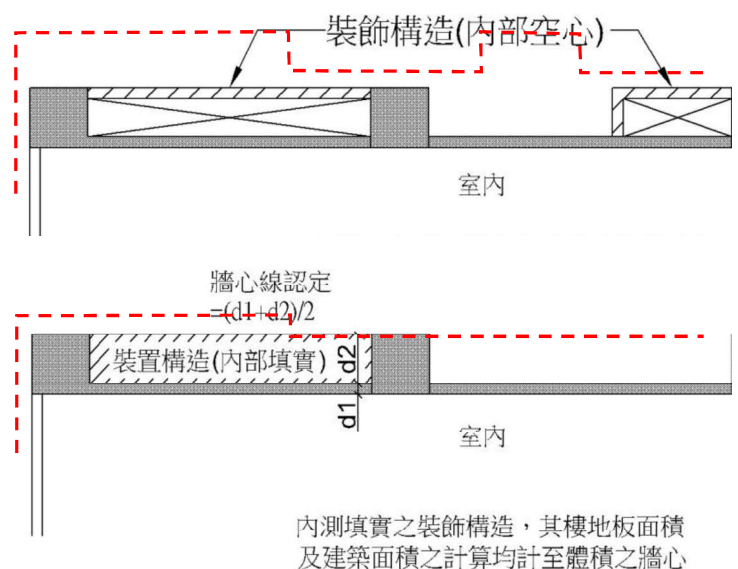 裝飾構造(內部空心)
室內
牆心線認定
=(d1+d2)/2
裝置構造(內部填實)
d2
d1
室內
內測填實之裝飾構造，其樓地板面積
及建築面積之計算均計至體積之牆心